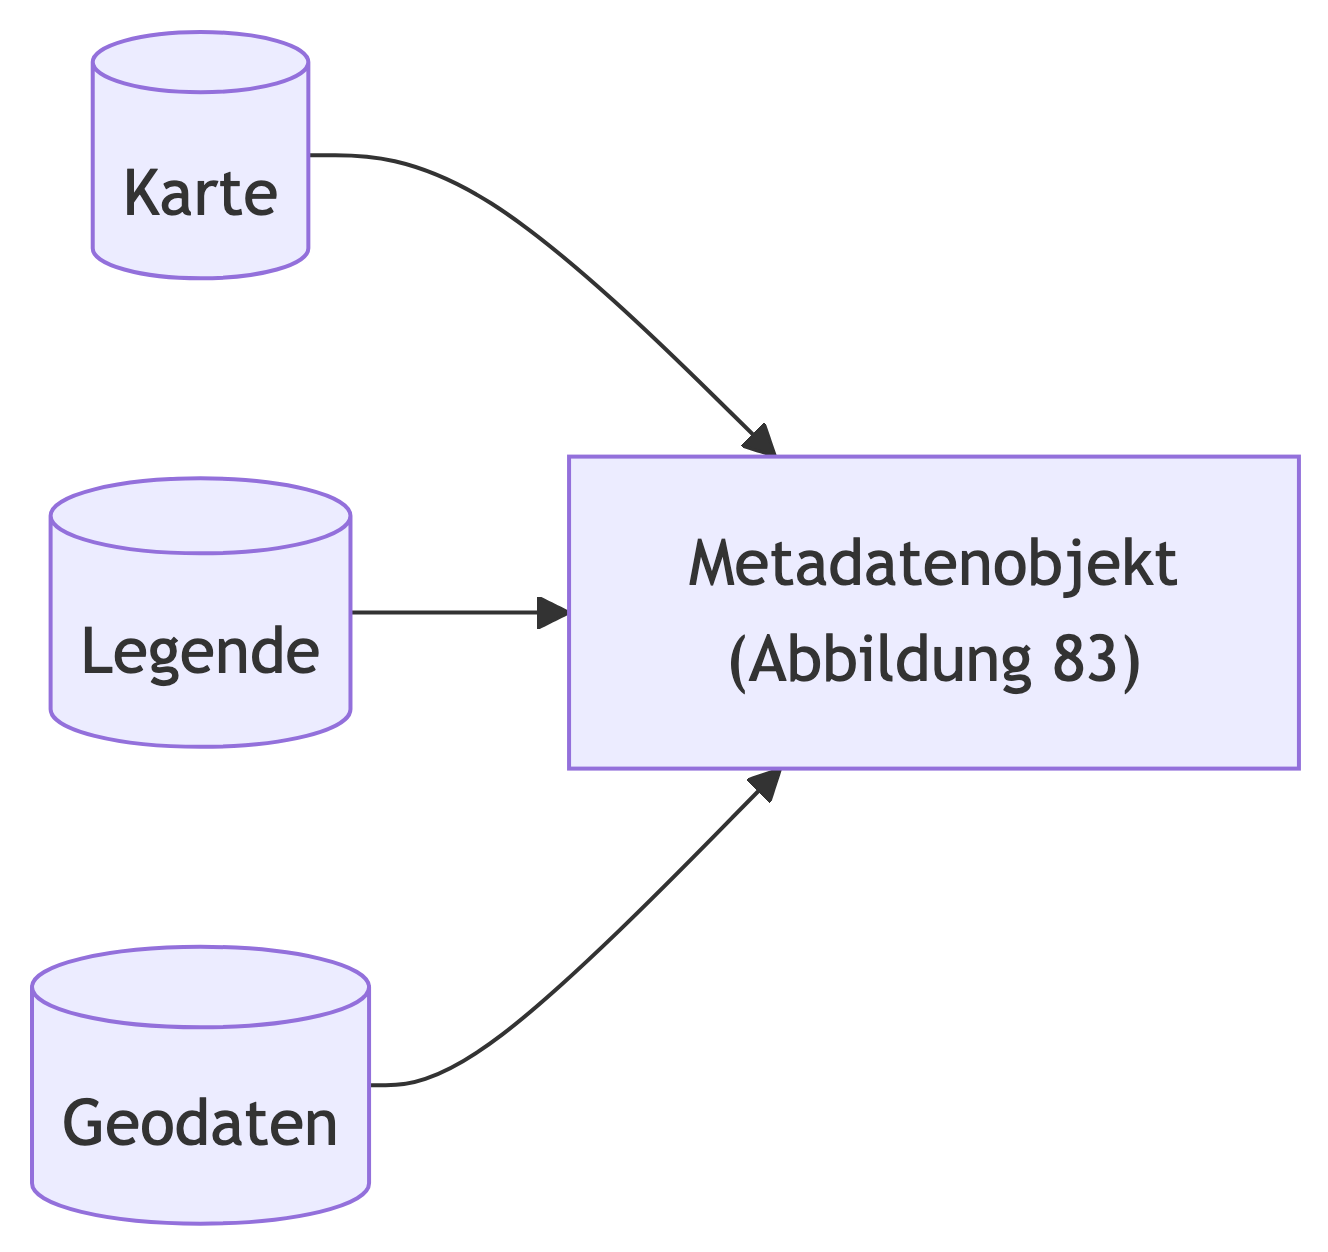 Karte
Legende
Metadatenobjekt
(Abbildung 83)
Geodaten